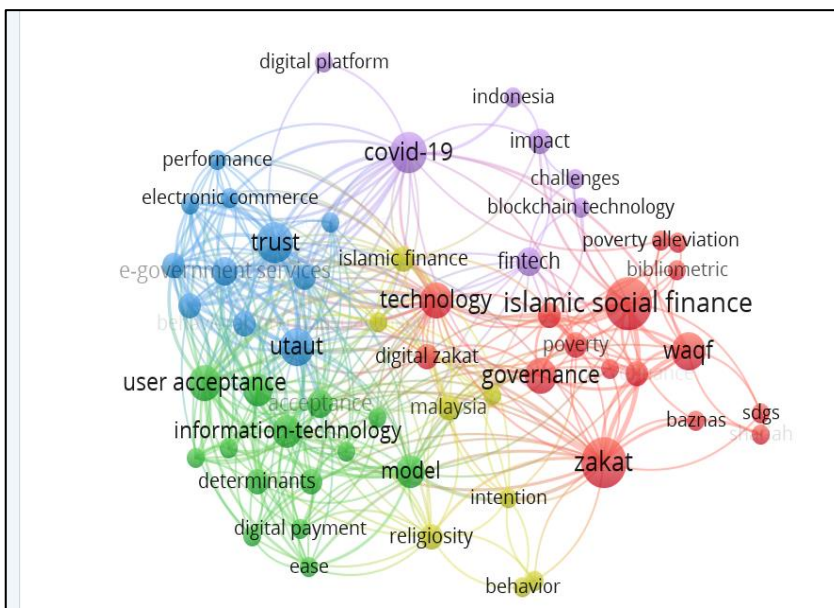 digital platform
indonesia
covid-19
impact
performance
challenges
electronic commerce
blockchain technology
trust
poverty alleviation
islamic finance
fintech
e-government services
bibliometric
technology
islamic social finance
utaut
poverty
waqf
digital zakat
user acceptance
governance
acceptance
malaysia
baznas
sdgs
information-technology
zakat
model
determinants
intention
digital payment
religiosity
ease
behavior